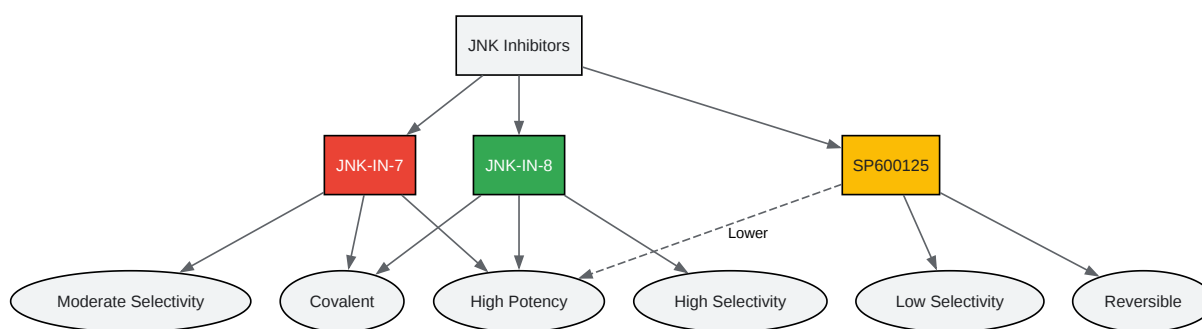 JNK Inhibitors
JNK-IN-7
JNK-IN-8
SP600125
Lower
Moderate Selectivity
Covalent
High Potency
High Selectivity
Low Selectivity
Reversible